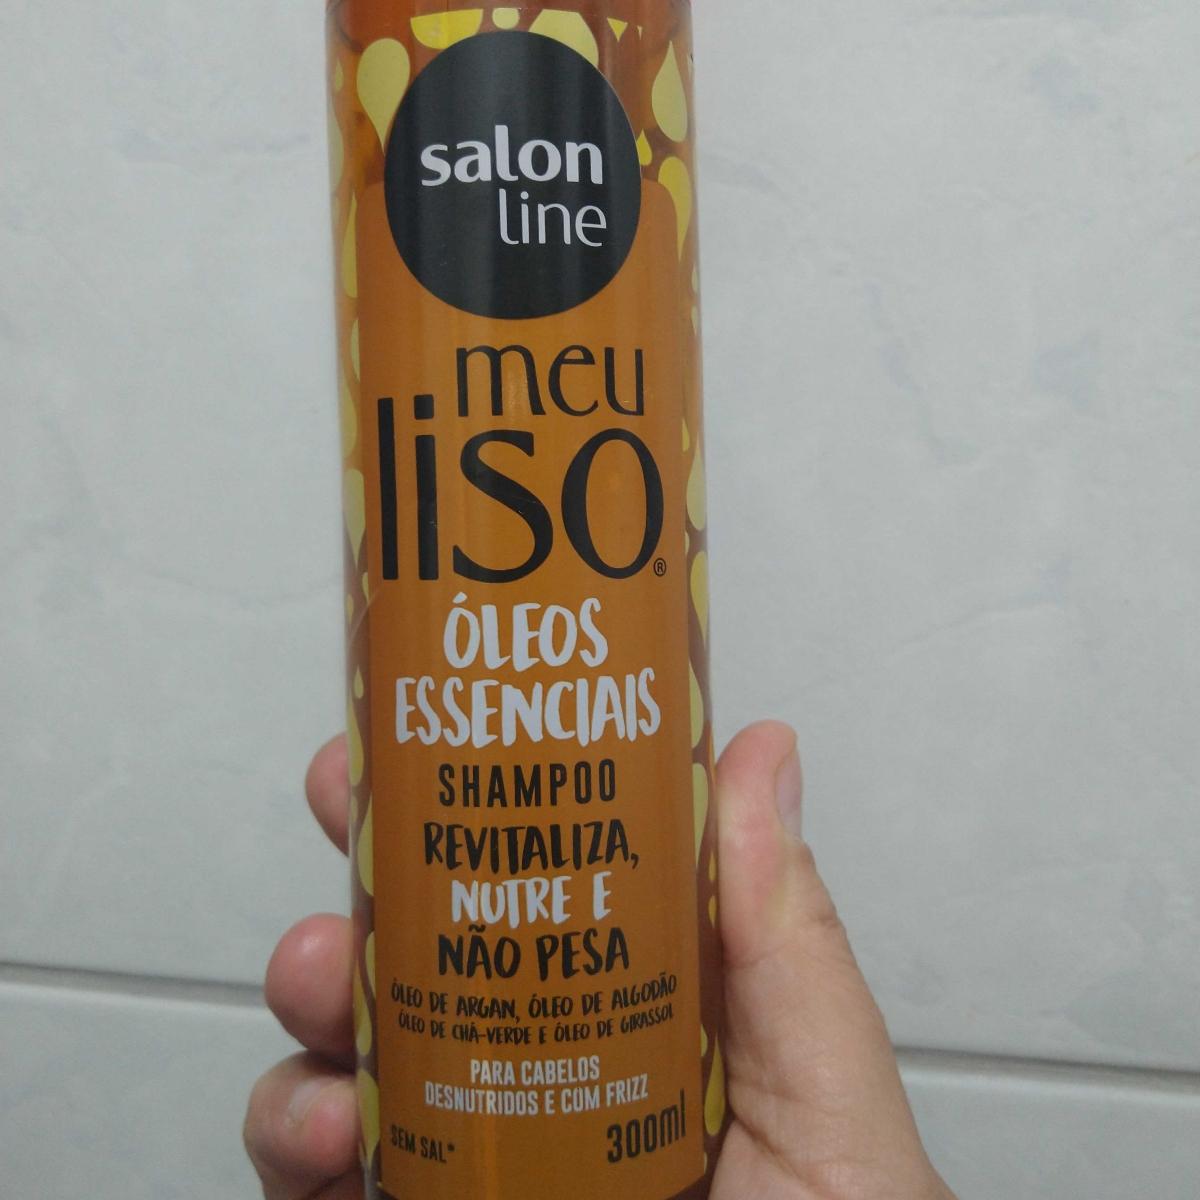 salon
line
meu
liso®
ÓLEOS
ESSENCIAIS
SHAMPOO
REVITALIZA,
NUTRE E
NÃO PESA
ÓLEO DE ARGAN, ÓLEO DE ALGODÃO
ÓLEO DE CHÁ-VERDE E ÓLEO DE GIRASSOL
PARA CABELOS
DESNUTRIDOS E COM FRIZZ
SEM SAL*
300ml